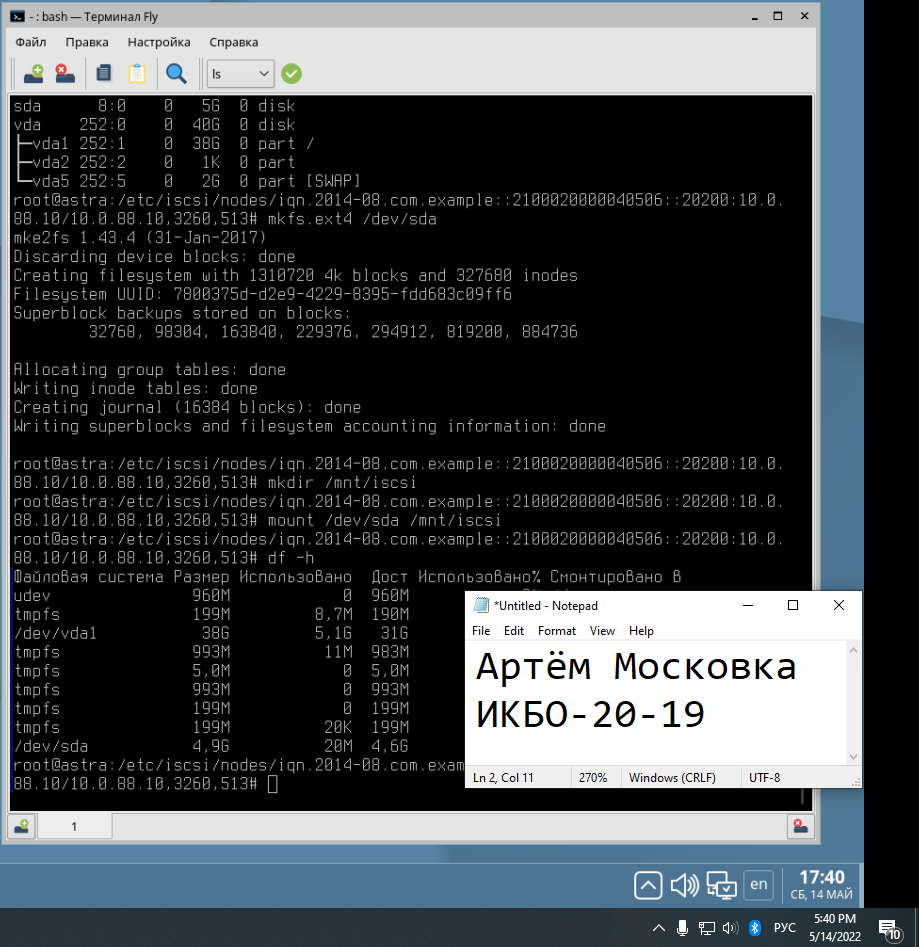 - : bash — Терминал Fly
Файл Правка Настройка Справка
ls
sda 8:0 0 5G 0 disk
vda 252:0 0 40G 0 disk
├─vda1 252:1 0 38G 0 part /
├─vda2 252:2 0 1K 0 part
└─vda5 252:5 0 2G 0 part [SWAP]
root@astra:/etc/iscsi/nodes/iqn.2014-08.com.example::2100020000040506::20200:10.0.
88.10/10.0.88.10,3260,513# mkfs.ext4 /dev/sda
mke2fs 1.43.4 (31-Jan-2017)
Discarding device blocks: done
Creating filesystem with 1310720 4k blocks and 327680 inodes
Filesystem UUID: 7800375d-d2e9-4229-8395-fdd683c09ff6
Superblock backups stored on blocks:
32768, 98304, 163840, 229376, 294912, 819200, 884736
Allocating group tables: done
Writing inode tables: done
Creating journal (16384 blocks): done
Writing superblocks and filesystem accounting information: done
root@astra:/etc/iscsi/nodes/iqn.2014-08.com.example::2100020000040506::20200:10.0.
88.10/10.0.88.10,3260,513# mkdir /mnt/iscsi
root@astra:/etc/iscsi/nodes/iqn.2014-08.com.example::2100020000040506::20200:10.0.
88.10/10.0.88.10,3260,513# mount /dev/sda /mnt/iscsi
root@astra:/etc/iscsi/nodes/iqn.2014-08.com.example::2100020000040506::20200:10.0.
88.10/10.0.88.10,3260,513# df -h
Файловая система Размер Использовано Дост Использовано% Смонтировано в
udev 960M 0 960M
tmpfs 199M 8,7M 190M
/dev/vda1 38G 5,1G 31G
tmpfs 993M 11M 983M
tmpfs 5,0M 0 5,0M
tmpfs 993M 0 993M
tmpfs 199M 0 199M
tmpfs 199M 20K 199M
/dev/sda 4,9G 20M 4,6G
root@astra:/etc/iscsi/nodes/iqn.2014-08.com.exam
88.10/10.0.88.10,3260,513#
*Untitled - Notepad
File Edit Format View Help
Артём Московка
ИКБО-20-19
Ln 2, Col 11 270% Windows (CRLF) UTF-8
1
en
17:40
СБ, 14 МАЙ
РУС
5:40 PM
5/14/2022
10